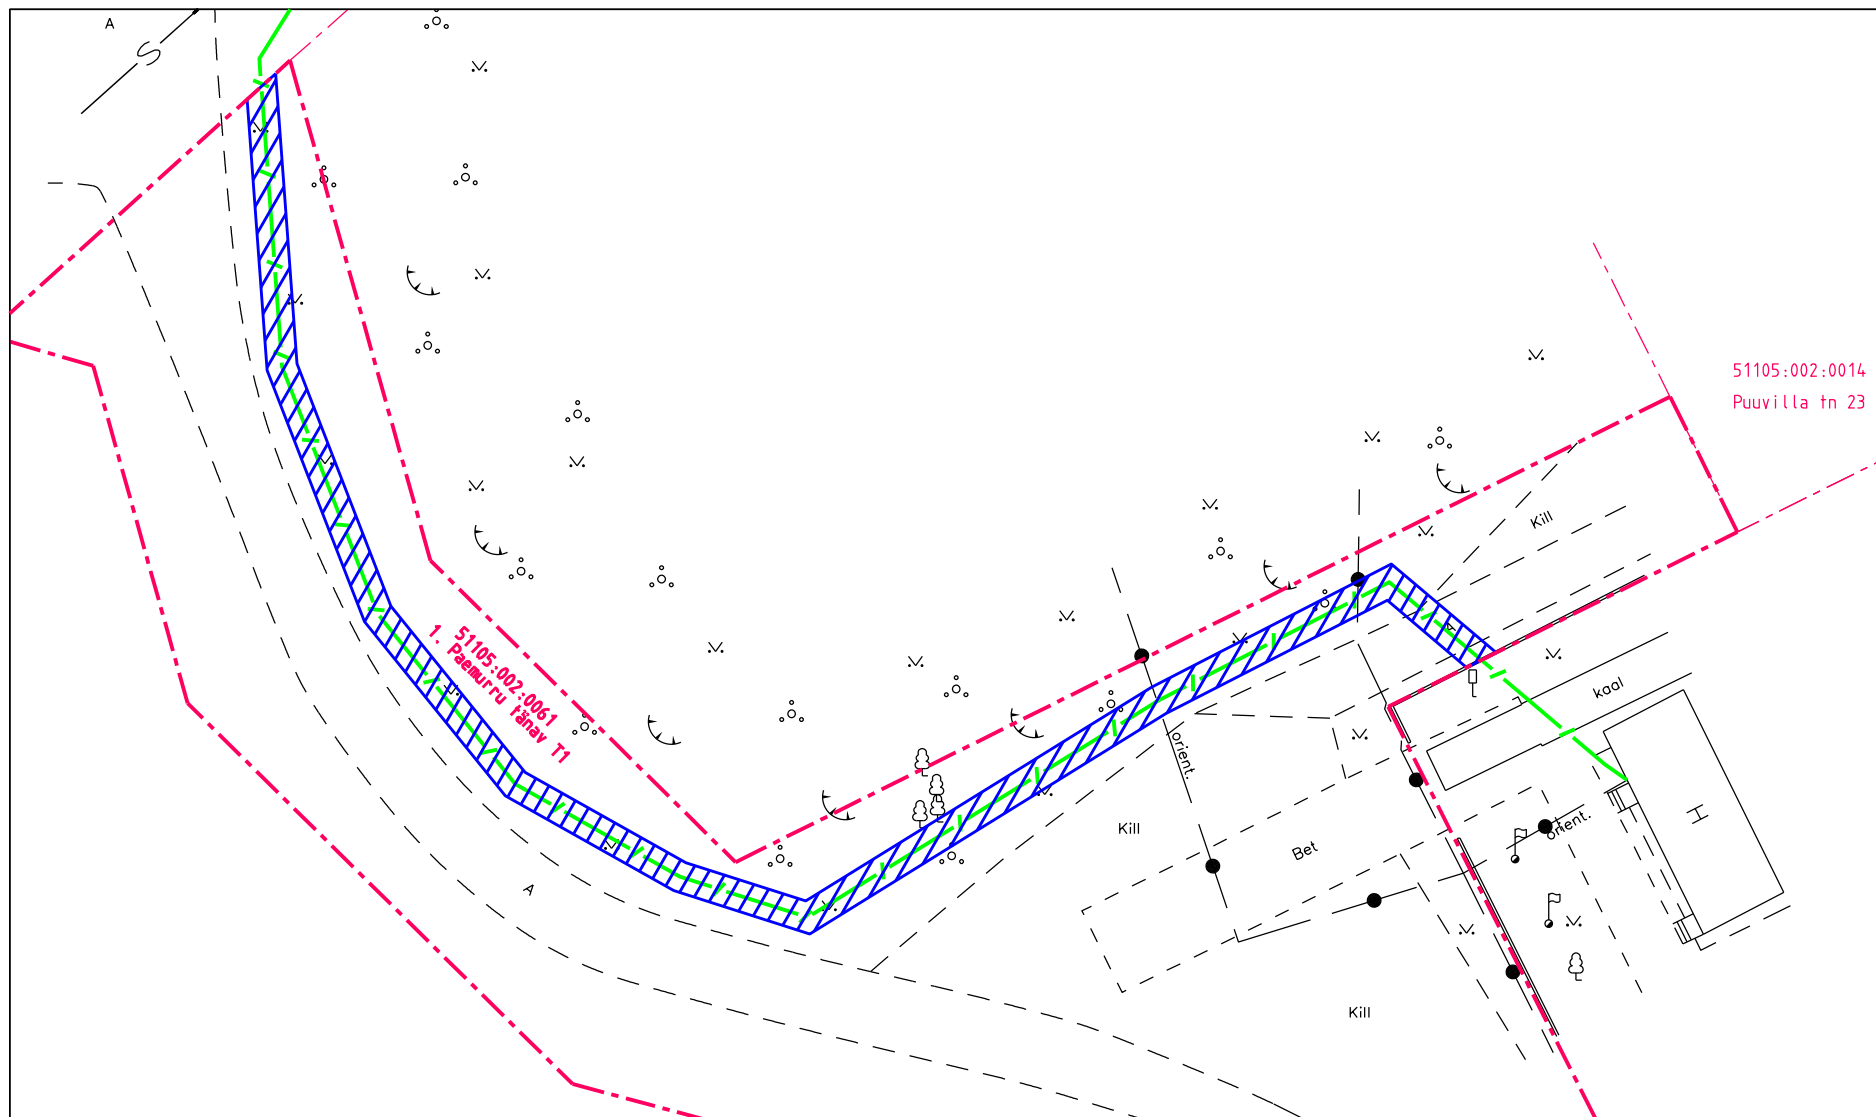 A
S
51105:002:0014
Puuvilla tn 23
Kill
1. 51105:002:0061
Paemurru tänav T1
A
kaal
orient.
Kill
Bet
orient.
H
A
Kill